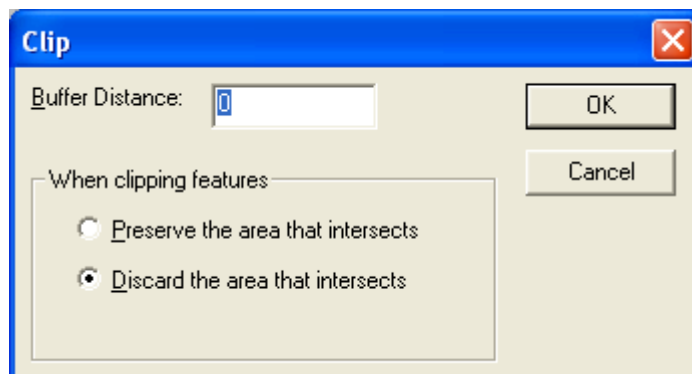 Clip
Buffer Distance: 0
OK
Cancel
When clipping features
Preserve the area that intersects
Discard the area that intersects